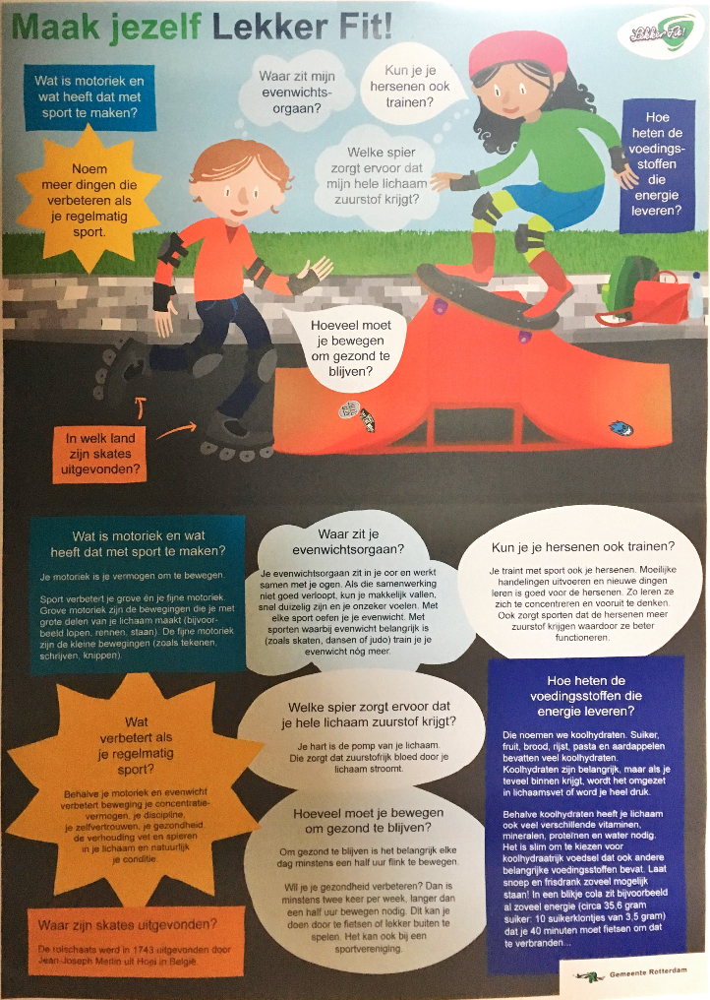 Maak jezelf Lekker Fit!
Lekker Fit!
Wat is motoriek en
wat heeft dat met
sport te maken?
Waar zit mijn
evenwichts-
orgaan?
Kun je je
hersenen ook
trainen?
Hoe
heten de
voedings-
stoffen
die
energie
leveren?
Noem
meer dingen die
verbeteren als
je regelmatig
sport.
Welke spier
zorgt ervoor dat
mijn hele lichaam
zuurstof krijgt?
Hoeveel moet
je bewegen
om gezond te
blijven?
In welk land
zijn skates
uitgevonden?
Wat is motoriek en wat
heeft dat met sport te maken?
Je motoriek is je vermogen om te bewegen.
Sport verbetert je grove én je fijne motoriek.
Grove motoriek zijn de bewegingen die je met
grote delen van je lichaam maakt (bijvoor-
beeld lopen, rennen, staan). De fijne motoriek
zijn de kleine bewegingen (zoals tekenen,
schrijven, knippen).
Waar zit je
evenwichtsorgaan?
Je evenwichtsorgaan zit in je oor en werkt
samen met je ogen. Als die samenwerking
niet goed verloopt, kun je makkelijk vallen,
snel duizelig zijn en je onzeker voelen. Met
elke sport oefen je je evenwicht. Met
sporten waarbij evenwicht belangrijk is
(zoals skaten, dansen of judo) train je je
evenwicht nóg meer.
Kun je je hersenen ook trainen?
Je traint met sport ook je hersenen. Moeilijke
handelingen uitvoeren en nieuwe dingen
leren is goed voor de hersenen. Zo leren ze
zich te concentreren en vooruit te denken.
Ook zorgt sporten dat de hersenen meer
zuurstof krijgen waardoor ze beter
functioneren.
Wat
verbetert als
je regelmatig
sport?
Behalve je motoriek en evenwicht
verbetert beweging je concentratie-
vermogen, je discipline,
je zelfvertrouwen, je gezondheid,
de verhouding vet en spieren
in je lichaam en natuurlijk
je conditie.
Welke spier zorgt ervoor dat
je hele lichaam zuurstof krijgt?
Je hart is de pomp van je lichaam.
Die zorgt dat zuurstofrijk bloed door je
lichaam stroomt.
Hoeveel moet je bewegen
om gezond te blijven?
Om gezond te blijven is het belangrijk elke
dag minstens een half uur flink te bewegen.
Wil je je gezondheid verbeteren? Dan is
minstens twee keer per week, langer dan
een half uur bewegen nodig. Dit kan je
doen door te fietsen of lekker buiten te
spelen. Het kan ook bij een
sportvereniging.
Hoe heten de
voedingsstoffen die
energie leveren?
Die noemen we koolhydraten. Suiker,
fruit, brood, rijst, pasta en aardappelen
bevatten veel koolhydraten.
Koolhydraten zijn belangrijk, maar als je
teveel binnen krijgt, wordt het omgezet
in lichaamsvet of word je heel druk.
Behalve koolhydraten heeft je lichaam
ook veel verschillende vitaminen,
mineralen, proteïnen en water nodig.
Het is slim om te kiezen voor
koolhydraatrijk voedsel dat ook andere
belangrijke voedingsstoffen bevat. Laat
snoep en frisdrank zoveel mogelijk
staan! In een blikje cola zit bijvoorbeeld
al zoveel energie (circa 35,6 gram
suiker: 10 suikerklontjes van 3,5 gram)
dat je 40 minuten moet fietsen om dat
te verbranden...
Waar zijn skates uitgevonden?
De rolschaats werd in 1743 uitgevonden door
Jean-Joseph Merlin uit Hoei in België.
Gemeente Rotterdam